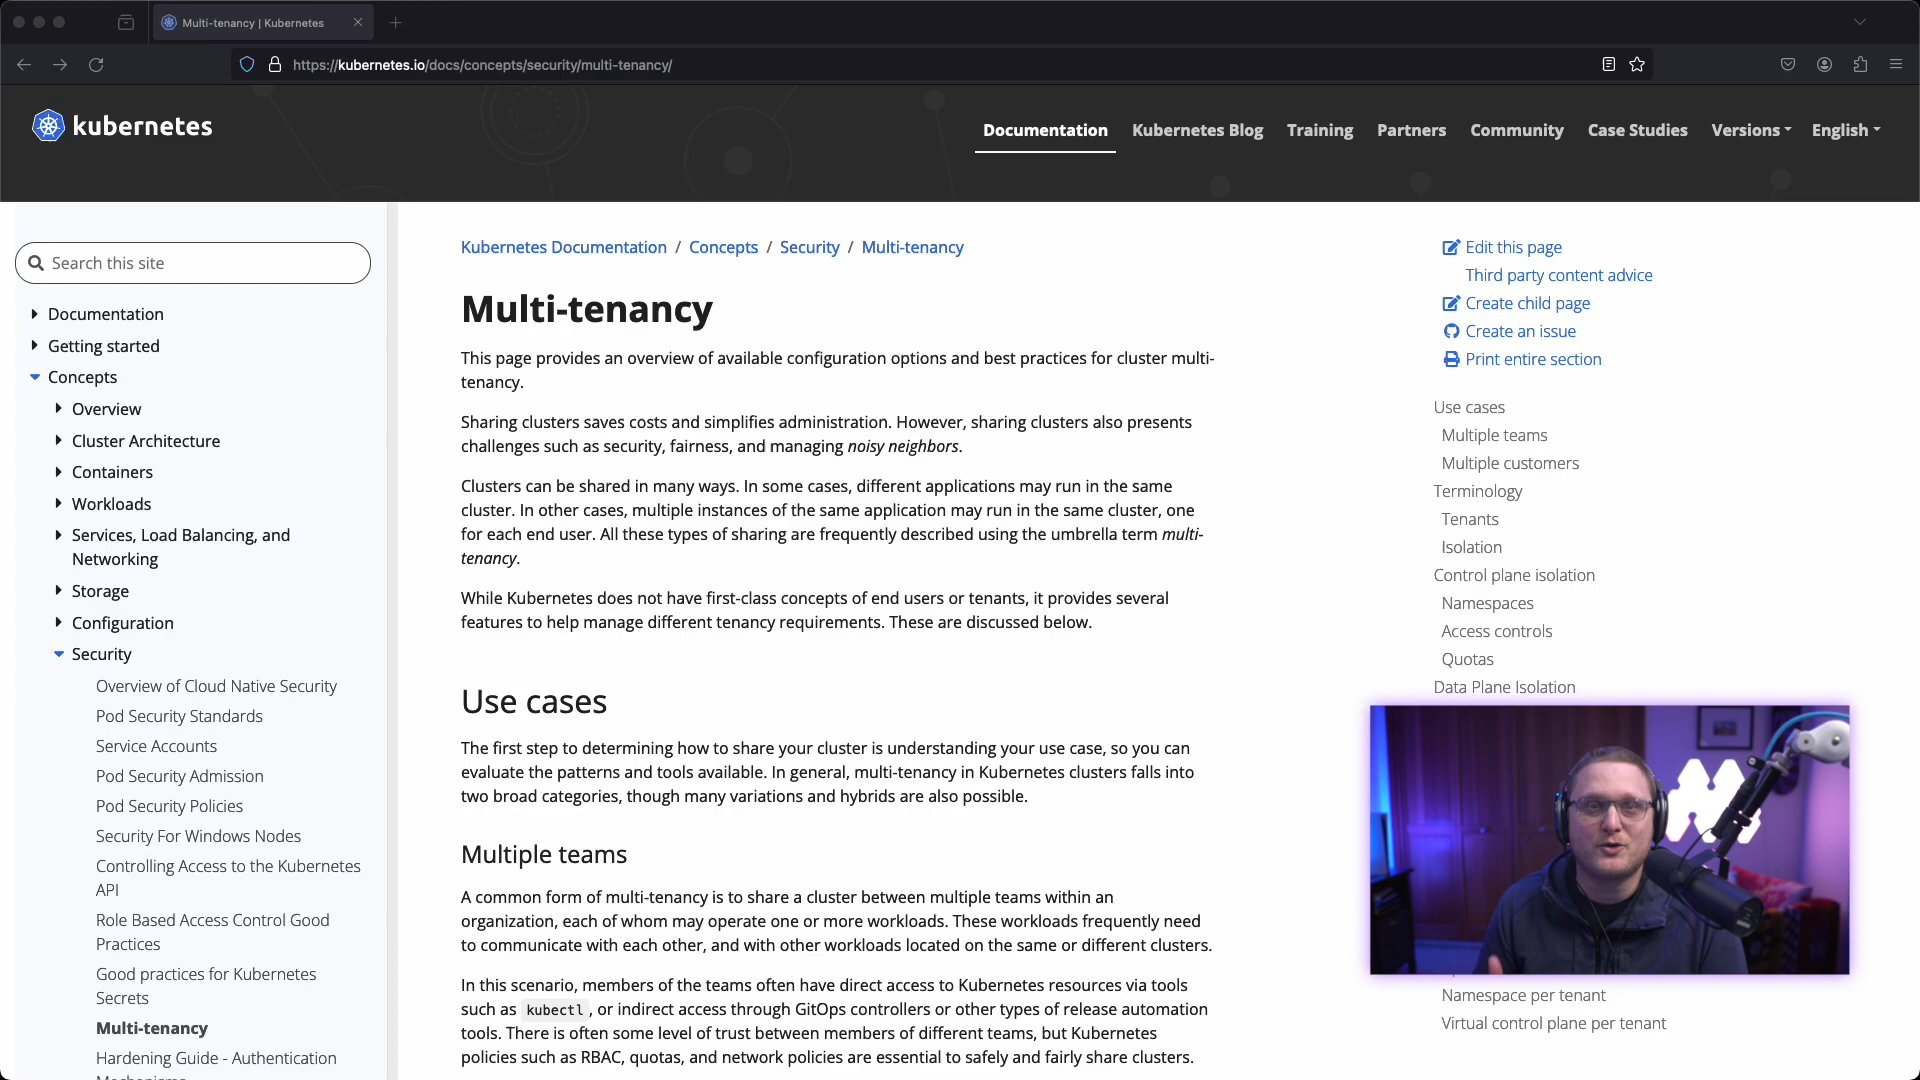 Multi-tenancy | Kubernetes
https://kubernetes.io/docs/concepts/security/multi-tenancy/
kubernetes
Documentation
Kubernetes Blog
Training
Partners
Community
Case Studies
Versions
English
Search this site
Documentation
Getting started
Concepts
Overview
Cluster Architecture
Containers
Workloads
Services, Load Balancing, and
Networking
Storage
Configuration
Security
Overview of Cloud Native Security
Pod Security Standards
Service Accounts
Pod Security Admission
Pod Security Policies
Security For Windows Nodes
Controlling Access to the Kubernetes
API
Role Based Access Control Good
Practices
Good practices for Kubernetes
Secrets
Multi-tenancy
Hardening Guide - Authentication
Kubernetes Documentation / Concepts / Security / Multi-tenancy
Multi-tenancy
This page provides an overview of available configuration options and best practices for cluster multi-
tenancy.
Sharing clusters saves costs and simplifies administration. However, sharing clusters also presents
challenges such as security, fairness, and managing noisy neighbors.
Clusters can be shared in many ways. In some cases, different applications may run in the same
cluster. In other cases, multiple instances of the same application may run in the same cluster, one
for each end user. All these types of sharing are frequently described using the umbrella term multi-
tenancy.
While Kubernetes does not have first-class concepts of end users or tenants, it provides several
features to help manage different tenancy requirements. These are discussed below.
Use cases
The first step to determining how to share your cluster is understanding your use case, so you can
evaluate the patterns and tools available. In general, multi-tenancy in Kubernetes clusters falls into
two broad categories, though many variations and hybrids are also possible.
Multiple teams
A common form of multi-tenancy is to share a cluster between multiple teams within an
organization, each of whom may operate one or more workloads. These workloads frequently need
to communicate with each other, and with other workloads located on the same or different clusters.
In this scenario, members of the teams often have direct access to Kubernetes resources via tools
such as kubectl, or indirect access through GitOps controllers or other types of release automation
tools. There is often some level of trust between members of different teams, but Kubernetes
policies such as RBAC, quotas, and network policies are essential to safely and fairly share clusters.
Edit this page
Third party content advice
Create child page
Create an issue
Print entire section
Use cases
Multiple teams
Multiple customers
Terminology
Tenants
Isolation
Control plane isolation
Namespaces
Access controls
Quotas
Data Plane Isolation
Namespace per tenant
Virtual control plane per tenant